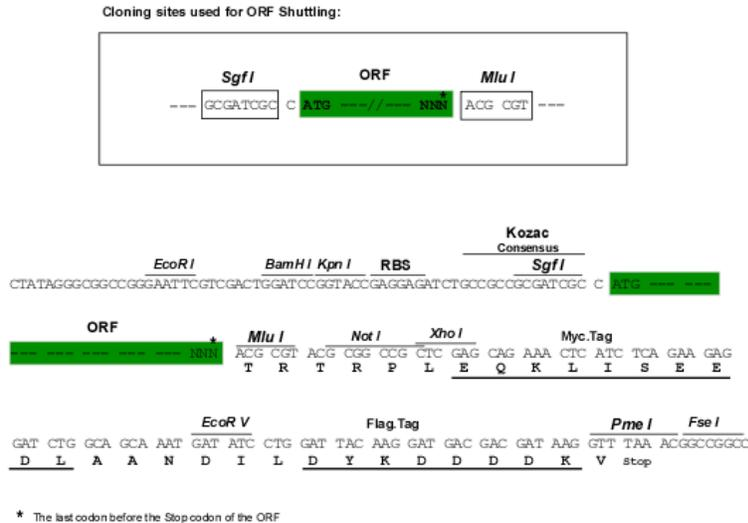 Cloning sites used for ORF Shuttling:
Sgf I ORF Mlu I
--- GCGATCGC C ATG ---//--- NNN * ACG CGT ---
Kozac
Consensus
EcoR I BamH I Kpn I RBS Sgf I
CTATAGGGCGGCCGGGAATTCGTCGACTGGATCCGGTACCGAGGAGATCTGCCGCCGCGATCGC C ATG --- ---
ORF Mlu I Not I Xho I Myc.Tag
--- --- --- --- --- NNN * ACG CGT ACG CGG CCG CTC GAG CAG AAA CTC ATC TCA GAA GAG
T R T R P L E Q K L I S E E
EcoR V Flag.Tag Pme I Fse I
GAT CTG GCA GCA AAT GAT ATC CTG GAT TAC AAG GAT GAC GAC GAT AAG GTT TAA ACGGCCGGCC
D L A A N D I L D Y K D D D D K V Stop
* The last codon before the Stop codon of the ORF